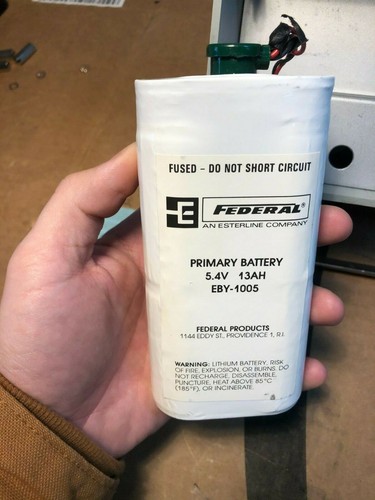 FUSED - DO NOT SHORT CIRCUIT
FEDERAL®
AN ESTERLINE COMPANY
PRIMARY BATTERY
5.4V 13AH
EBY-1005
FEDERAL PRODUCTS
1144 EDDY ST., PROVIDENCE 1, R.I.
WARNING: LITHIUM BATTERY, RISK
OF FIRE, EXPLOSION, OR BURNS. DO
NOT RECHARGE, DISASSEMBLE,
PUNCTURE, HEAT ABOVE 85°C
(185°F), OR INCINERATE.